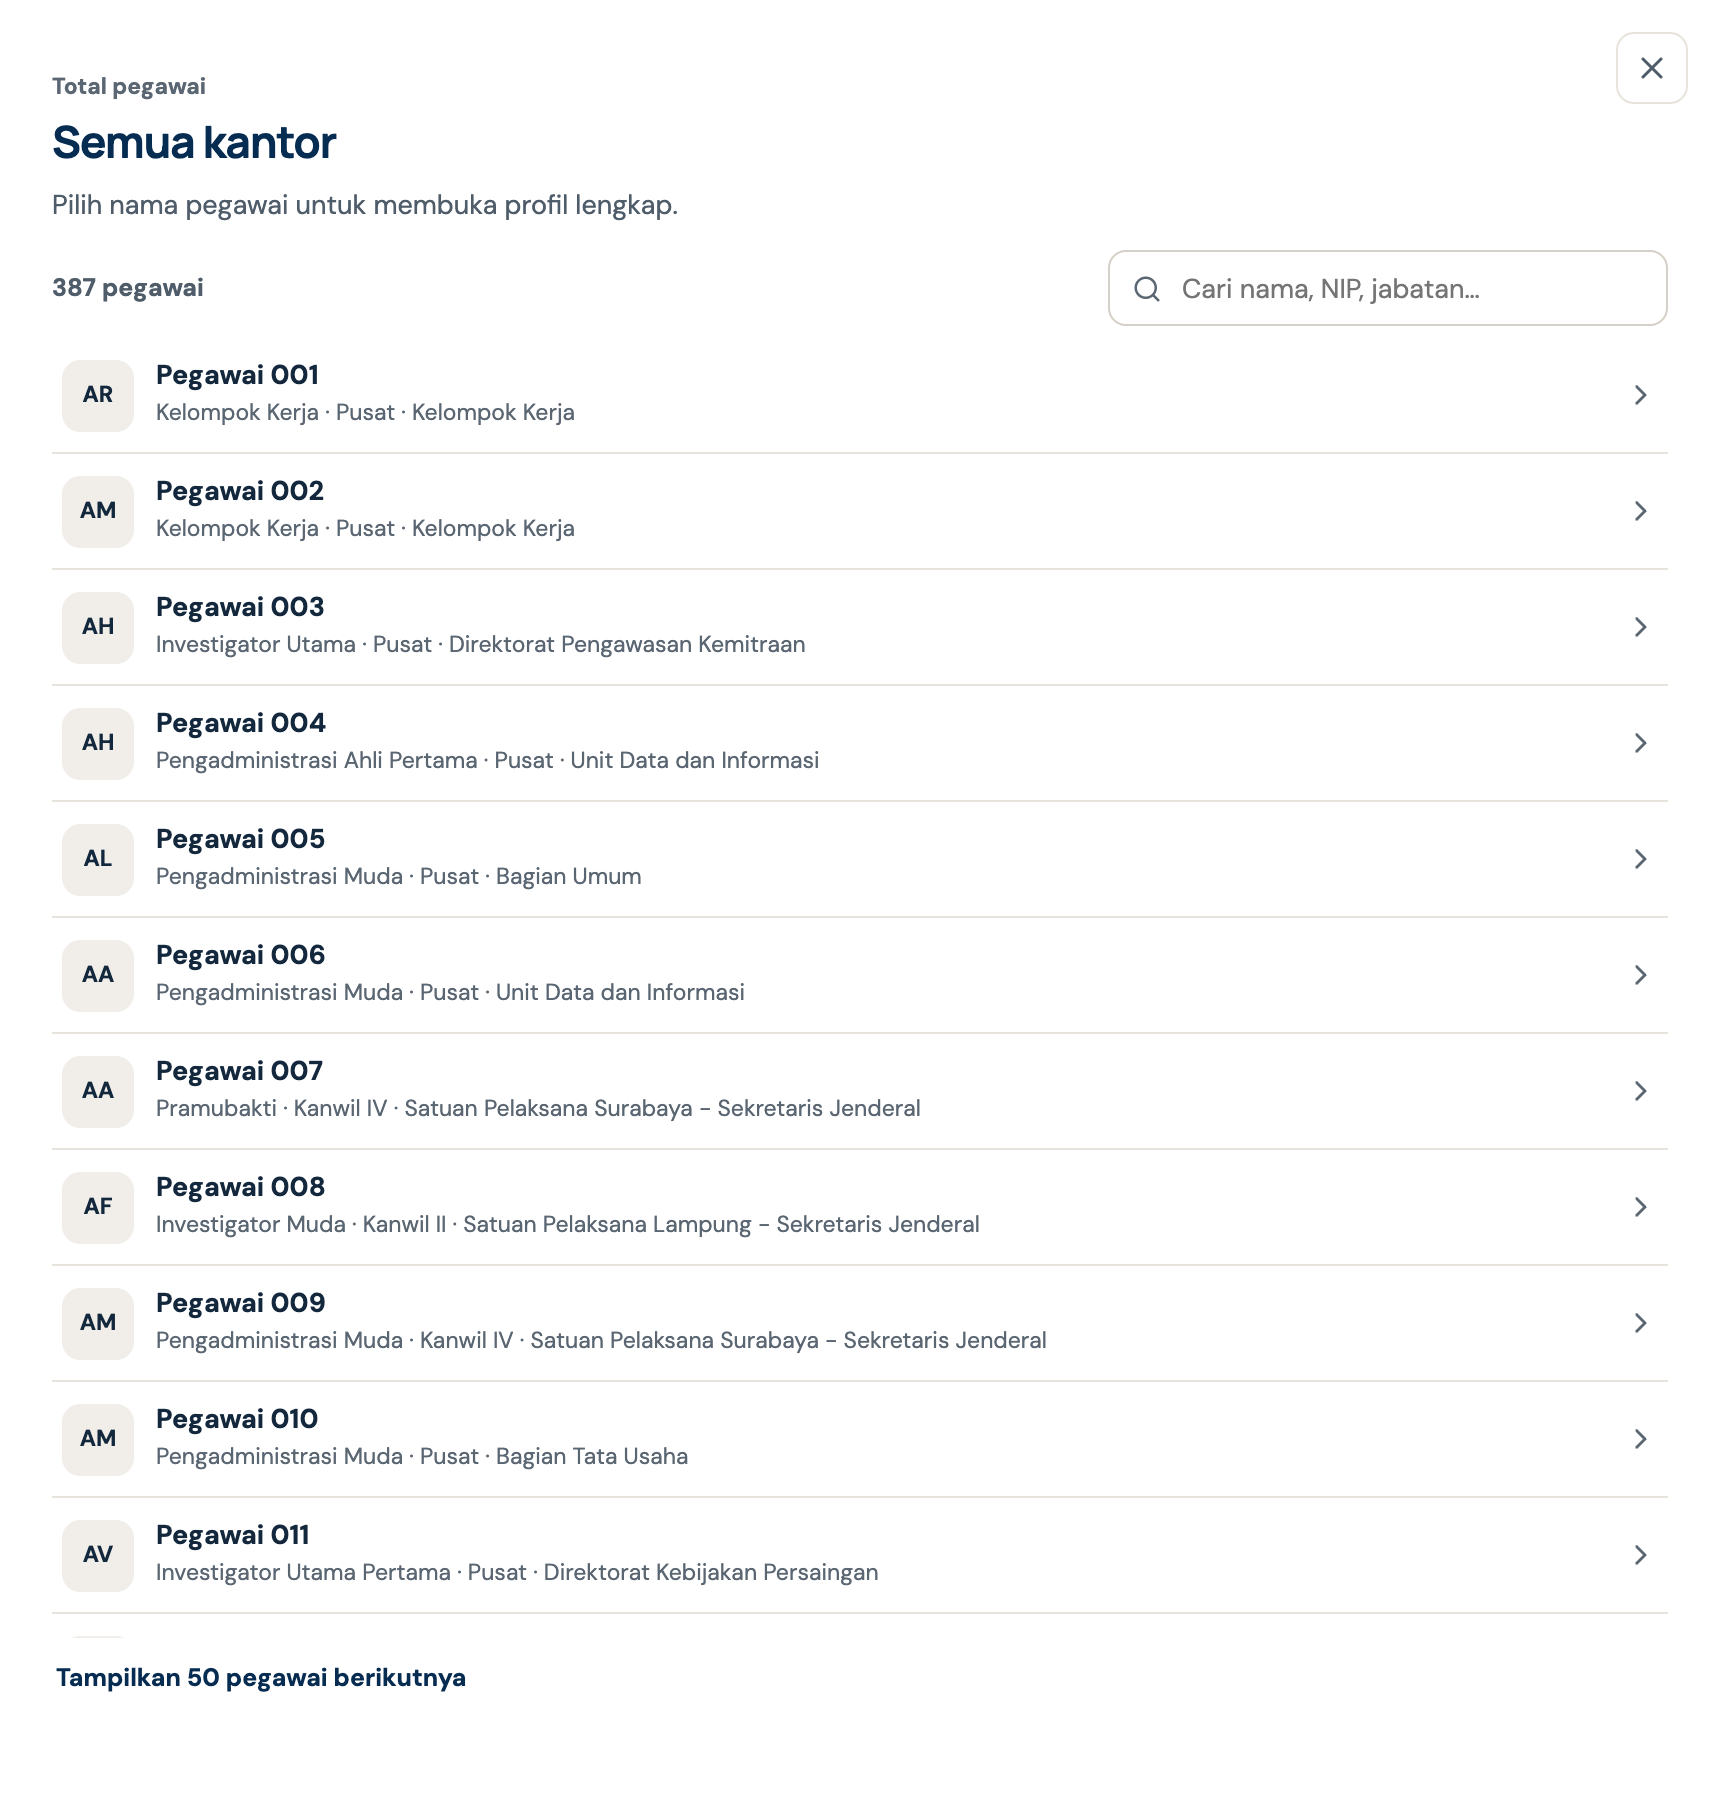 Total pegawai
Semua kantor
Pilih nama pegawai untuk membuka profil lengkap.
387 pegawai
Cari nama, NIP, jabatan...
AR
Pegawai 001
Kelompok Kerja · Pusat · Kelompok Kerja
AM
Pegawai 002
Kelompok Kerja · Pusat · Kelompok Kerja
AH
Pegawai 003
Investigator Utama · Pusat · Direktorat Pengawasan Kemitraan
AH
Pegawai 004
Pengadministrasi Ahli Pertama · Pusat · Unit Data dan Informasi
AL
Pegawai 005
Pengadministrasi Muda · Pusat · Bagian Umum
AA
Pegawai 006
Pengadministrasi Muda · Pusat · Unit Data dan Informasi
AA
Pegawai 007
Pramubakti · Kanwil IV · Satuan Pelaksana Surabaya - Sekretaris Jenderal
AF
Pegawai 008
Investigator Muda · Kanwil II · Satuan Pelaksana Lampung - Sekretaris Jenderal
AM
Pegawai 009
Pengadministrasi Muda · Kanwil IV · Satuan Pelaksana Surabaya - Sekretaris Jenderal
AM
Pegawai 010
Pengadministrasi Muda · Pusat · Bagian Tata Usaha
AV
Pegawai 011
Investigator Utama Pertama · Pusat · Direktorat Kebijakan Persaingan
Tampilkan 50 pegawai berikutnya